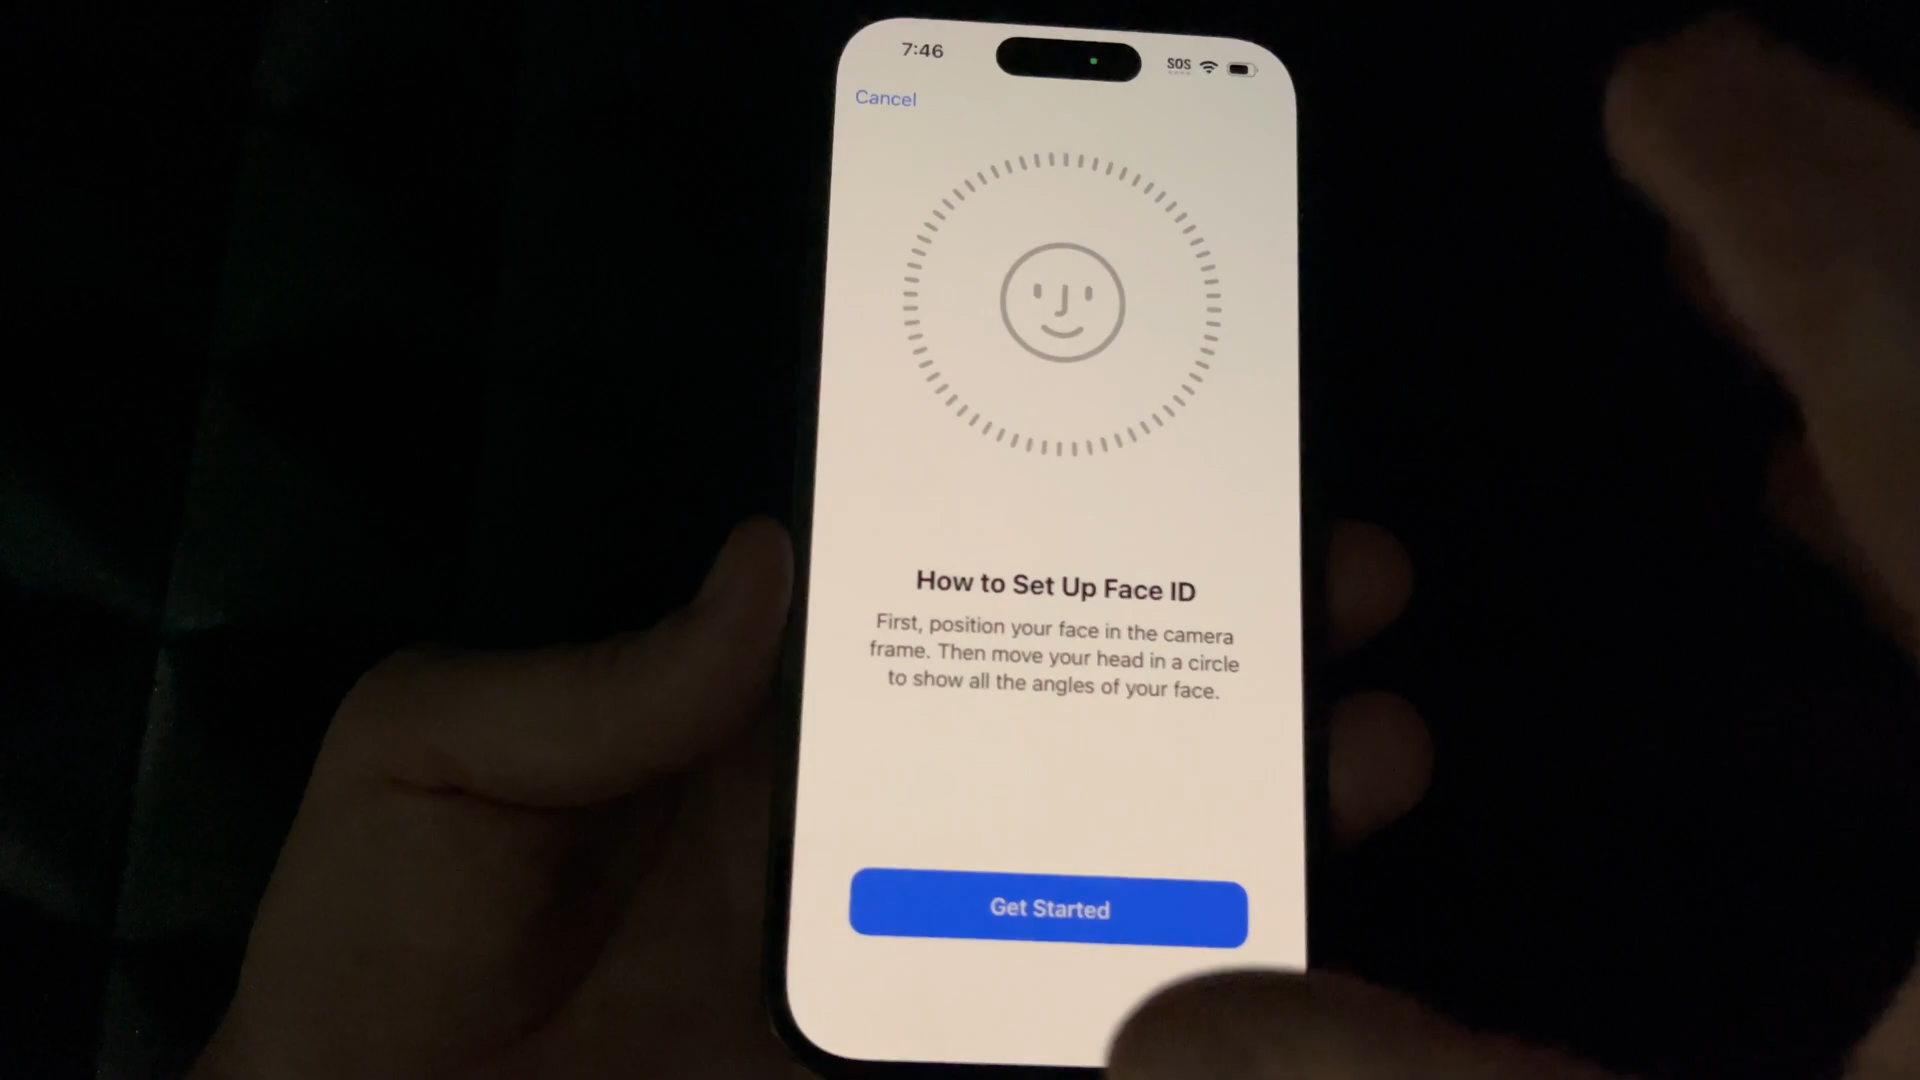 7:46
SOS
Cancel
How to Set Up Face ID
First, position your face in the camera
frame. Then move your head in a circle
to show all the angles of your face.
Get Started